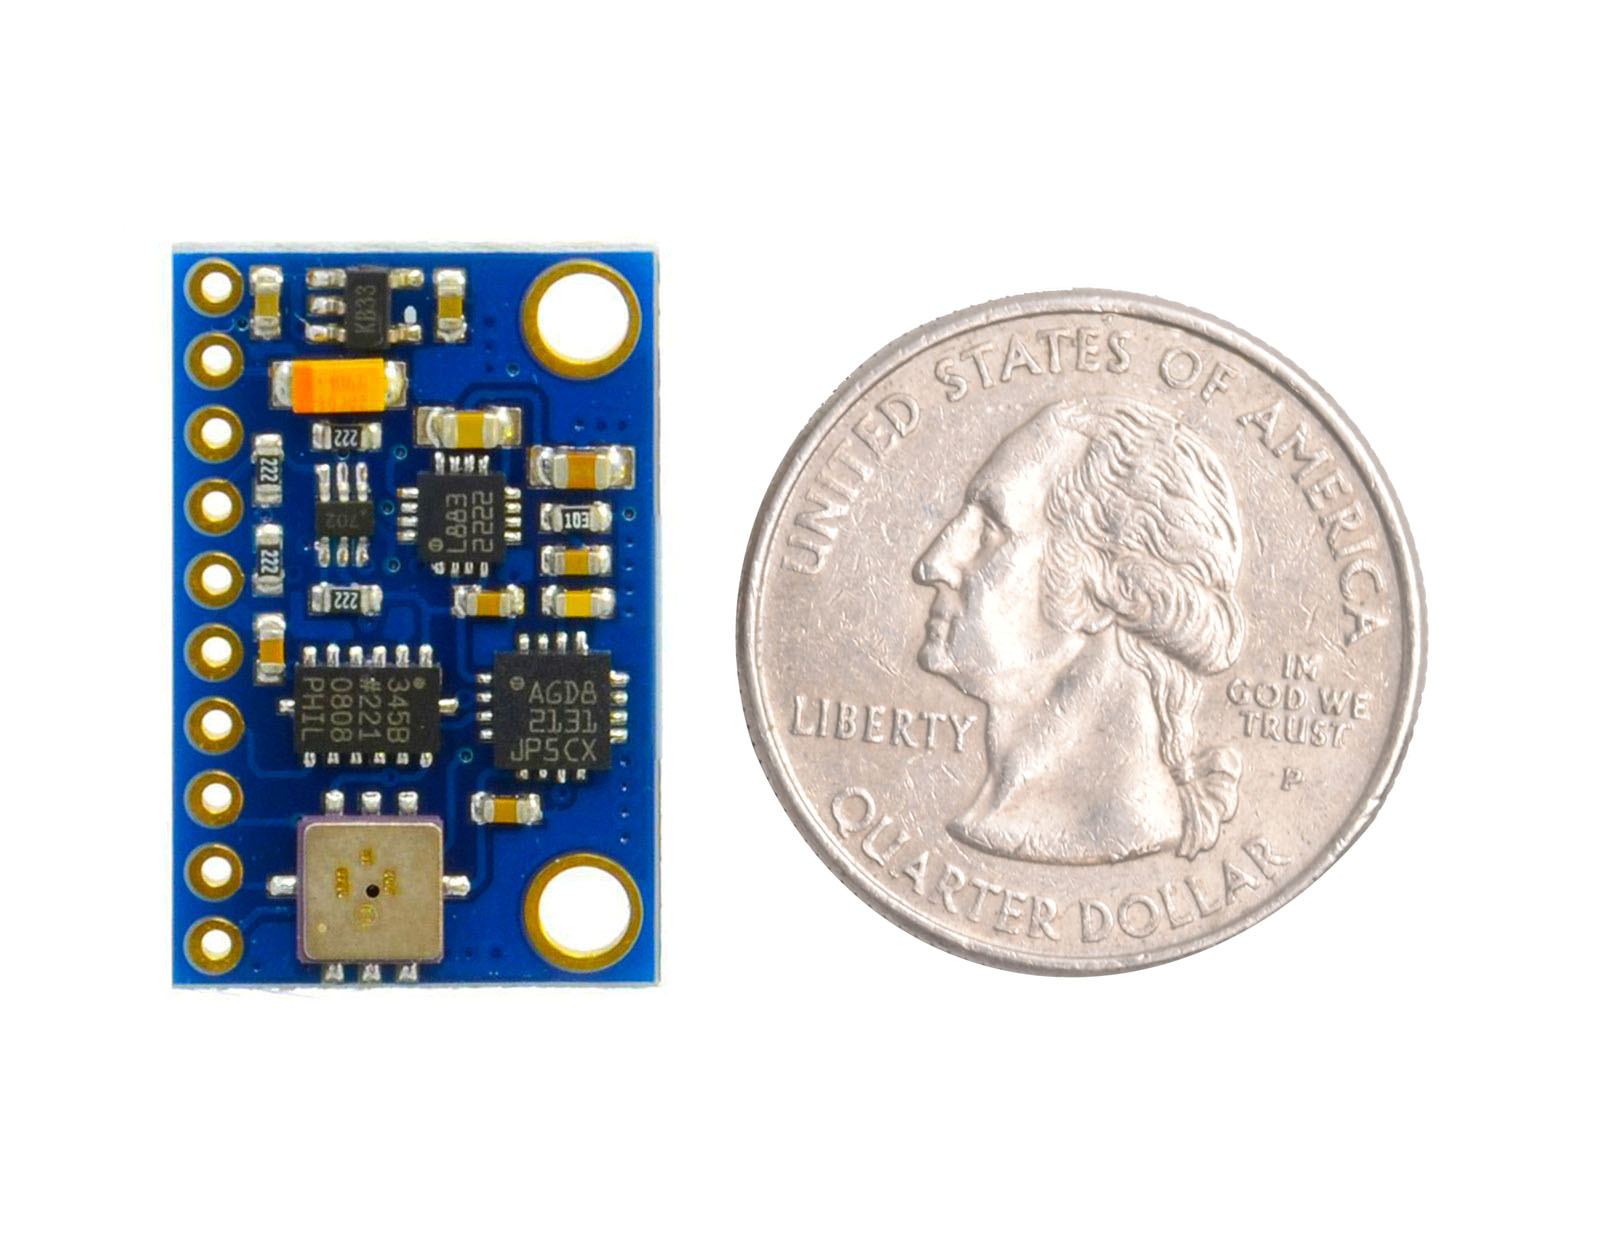 KB33
222
222
702
L883
2222
103
222
222
345B
#221
0808
PHIL
AGD8
2131
JP5CX
UNITED STATES OF AMERICA
LIBERTY
IN
GOD WE
TRUST
P
QUARTER DOLLAR